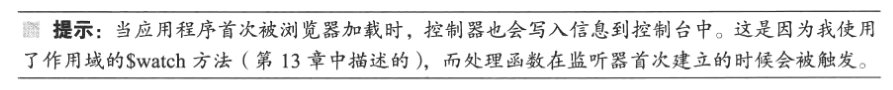 提示：当应用程序首次被浏览器加载时，控制器也会写入信息到控制台中。这是因为我使用
了作用域的$watch 方法（第 13 章中描述的），而处理函数在监听器首次建立的时候会被触发。